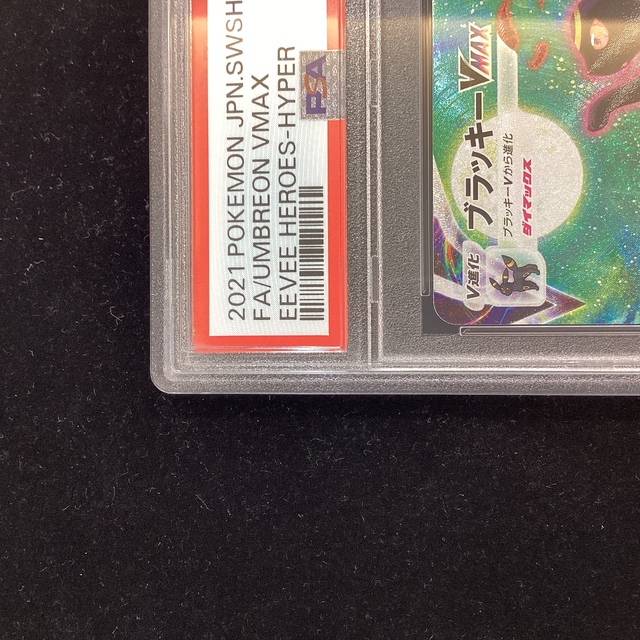 2021 POKEMON JPN.SWSH
FA/UMBREON VMAX
EEVEE HEROES-HYPER
PSA
V進化
ブラッキーVMAX
ブラッキーVから進化
ダイマックス